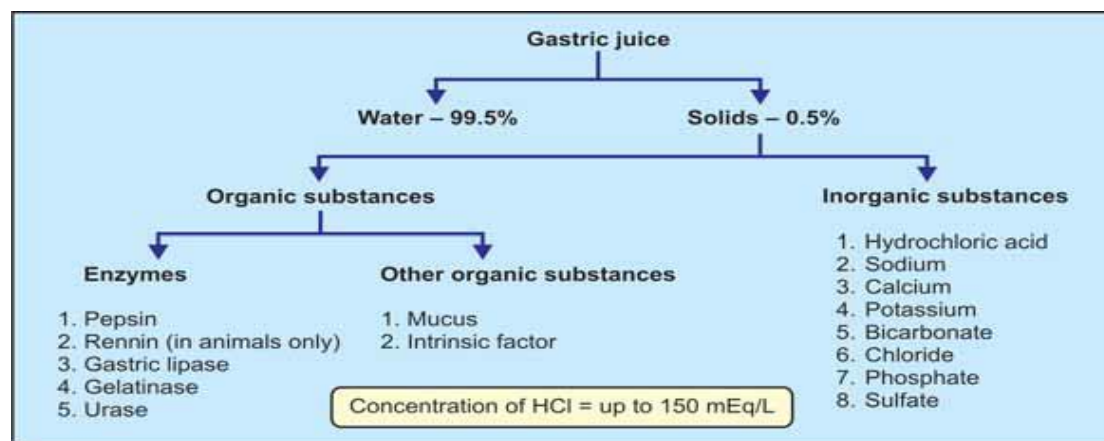 Gastric juice
Water – 99.5%
Solids – 0.5%
Organic substances
Inorganic substances
Enzymes
1. Pepsin
2. Rennin (in animals only)
3. Gastric lipase
4. Gelatinase
5. Urase
Other organic substances
1. Mucus
2. Intrinsic factor
1. Hydrochloric acid
2. Sodium
3. Calcium
4. Potassium
5. Bicarbonate
6. Chloride
7. Phosphate
8. Sulfate
Concentration of HCl = up to 150 mEq/L